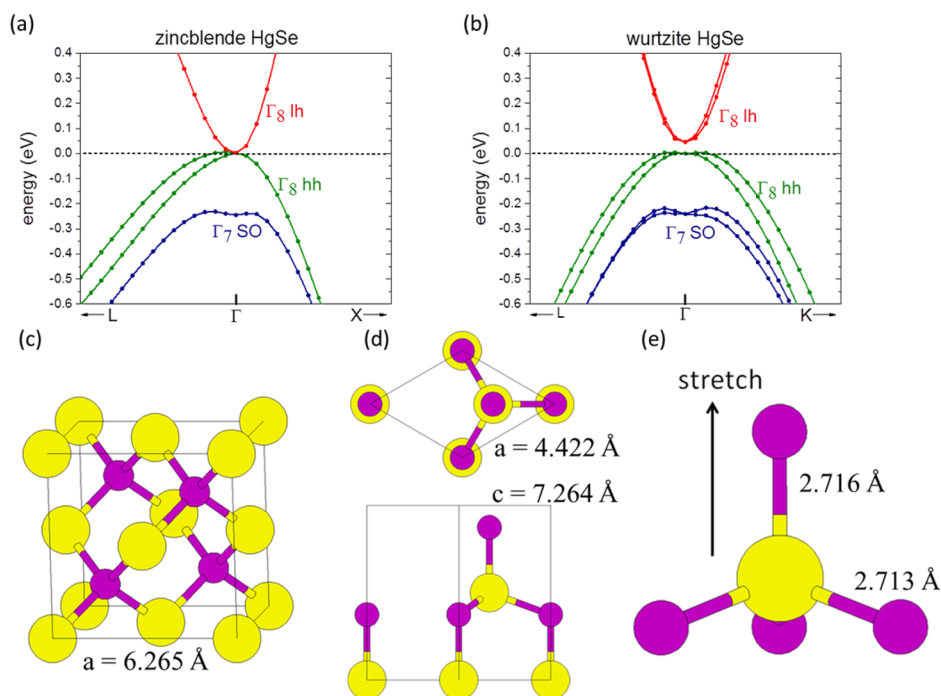 (a)
zincblende HgSe
0.4
0.3
0.2
0.1
0.0
-0.1
-0.2
-0.3
-0.4
-0.5
-0.6
energy (eV)
Γ8 lh
Γ8 hh
Γ7 SO
L
Γ
X
(b)
wurtzite HgSe
0.4
0.3
0.2
0.1
0.0
-0.1
-0.2
-0.3
-0.4
-0.5
-0.6
energy (eV)
Γ8 lh
Γ8 hh
Γ7 SO
L
Γ
K
(c)
a = 6.265 Å
(d)
a = 4.422 Å
c = 7.264 Å
(e)
stretch
2.716 Å
2.713 Å